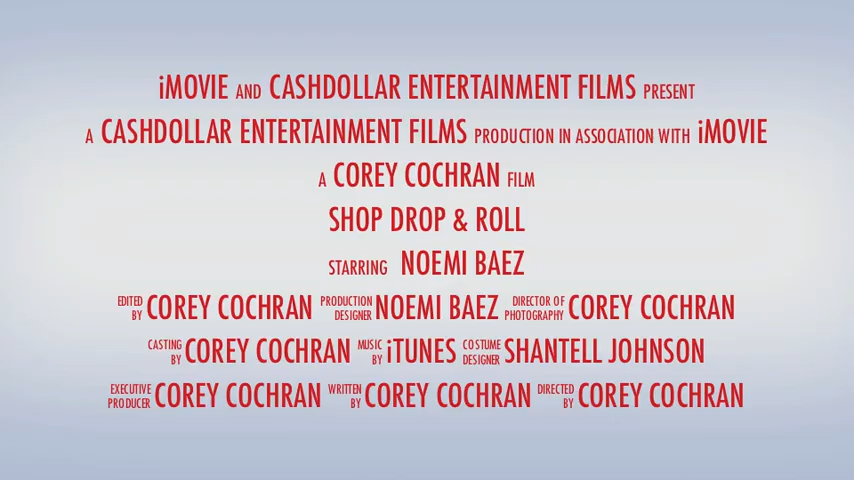 iMOVIE AND CASHDOLLAR ENTERTAINMENT FILMS PRESENT
A CASHDOLLAR ENTERTAINMENT FILMS PRODUCTION IN ASSOCIATION WITH iMOVIE
A COREY COCHRAN FILM
SHOP DROP & ROLL
STARRING NOEMI BAEZ
EDITED BY COREY COCHRAN PRODUCTION DESIGNER NOEMI BAEZ DIRECTOR OF PHOTOGRAPHY COREY COCHRAN
CASTING BY COREY COCHRAN MUSIC BY iTUNES COSTUME DESIGNER SHANTELL JOHNSON
EXECUTIVE PRODUCER COREY COCHRAN WRITTEN BY COREY COCHRAN DIRECTED BY COREY COCHRAN